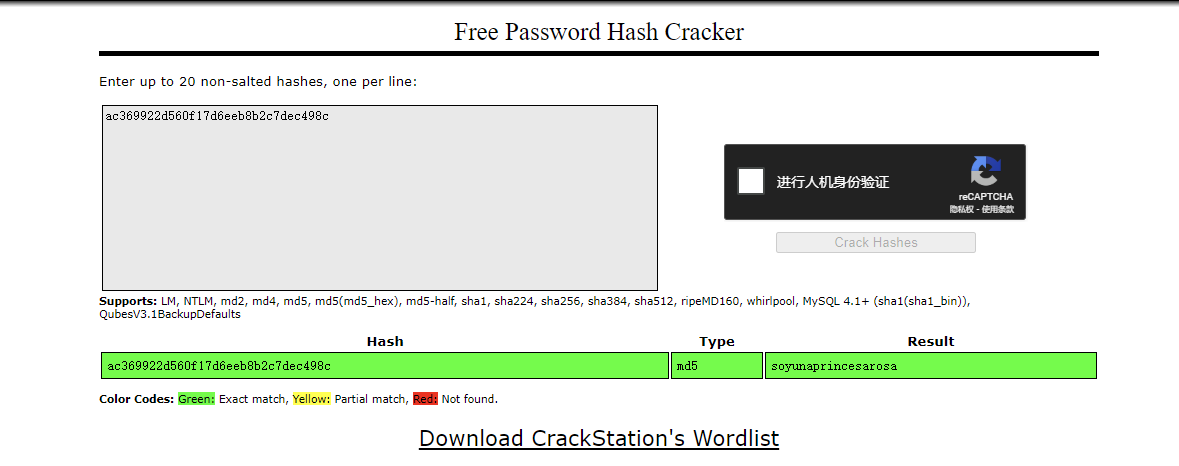 Free Password Hash Cracker
Enter up to 20 non-salted hashes, one per line:
ac369922d560f17d6eeb8b2c7dec498c
进行人机身份验证
reCAPTCHA
隐私权 - 使用条款
Crack Hashes
Supports: LM, NTLM, md2, md4, md5, md5(md5_hex), md5-half, sha1, sha224, sha256, sha384, sha512, ripeMD160, whirlpool, MySQL 4.1+ (sha1(sha1_bin)),
QubesV3.1BackupDefaults
Hash Type Result
ac369922d560f17d6eeb8b2c7dec498c md5 soyunaprincesarosa
Color Codes: Green: Exact match, Yellow: Partial match, Red: Not found.
Download CrackStation's Wordlist